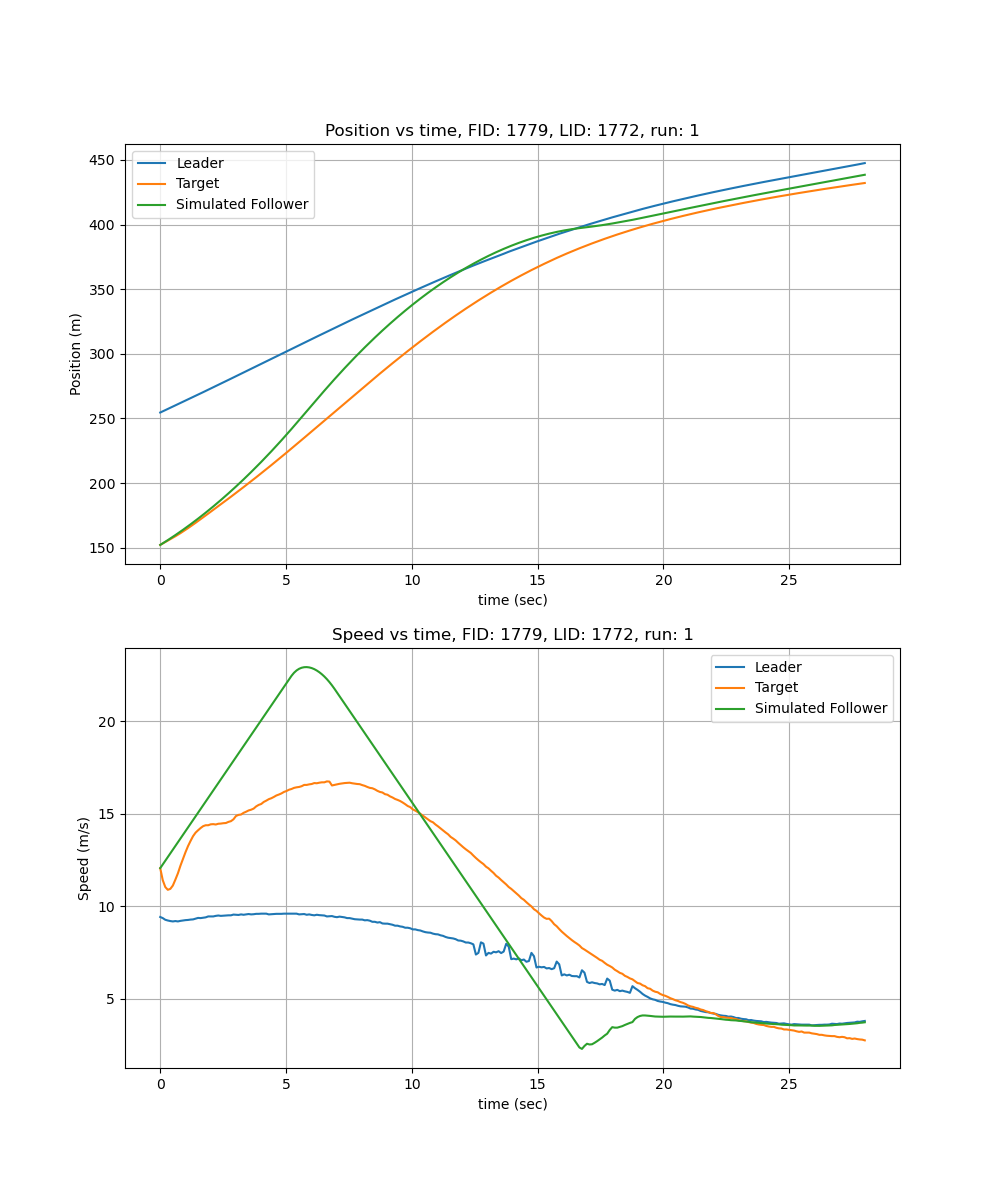 Position vs time, FID: 1779, LID: 1772, run: 1
Leader
Target
Simulated Follower
450
400
350
300
250
200
150
Position (m)
0 5 10 15 20 25
time (sec)
Speed vs time, FID: 1779, LID: 1772, run: 1
Leader
Target
Simulated Follower
20
15
10
5
Speed (m/s)
0 5 10 15 20 25
time (sec)